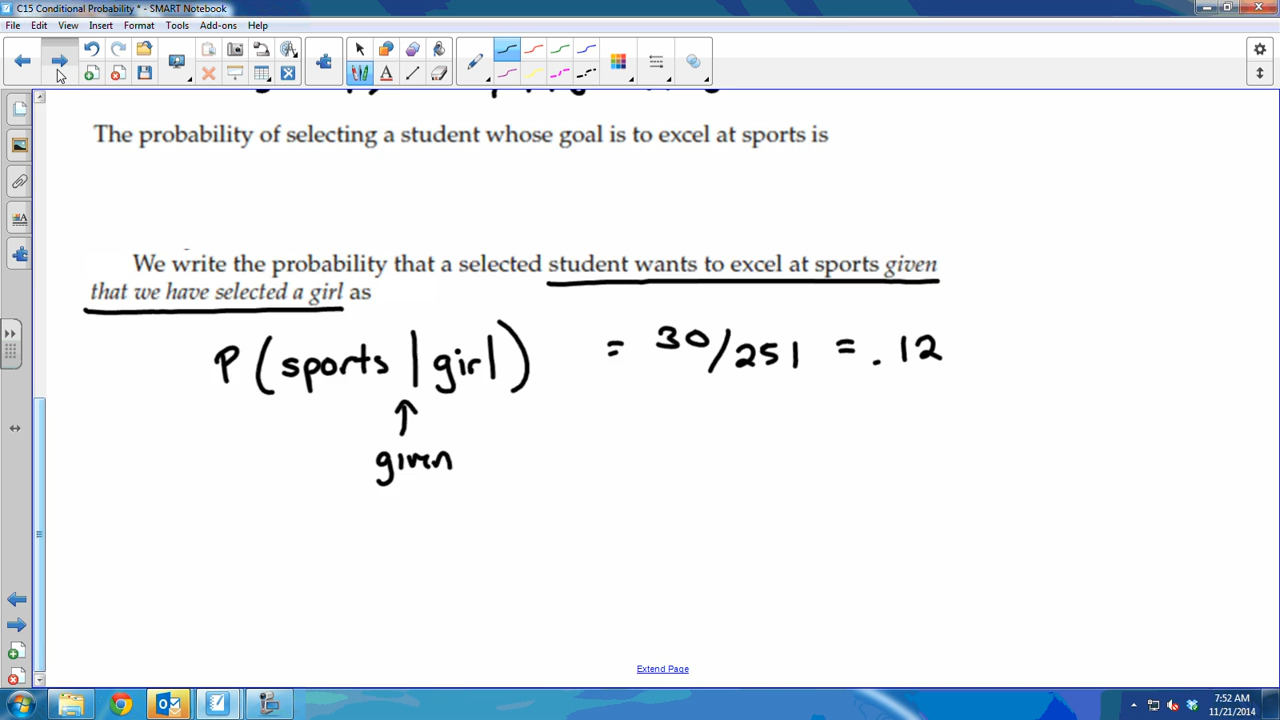 C15 Conditional Probability * - SMART Notebook
File Edit View Insert Format Tools Add-ons Help
The probability of selecting a student whose goal is to excel at sports is
We write the probability that a selected student wants to excel at sports given
that we have selected a girl as
P (sports | girl) = 30/251 = .12
given
Extend Page
7:52 AM
11/21/2014